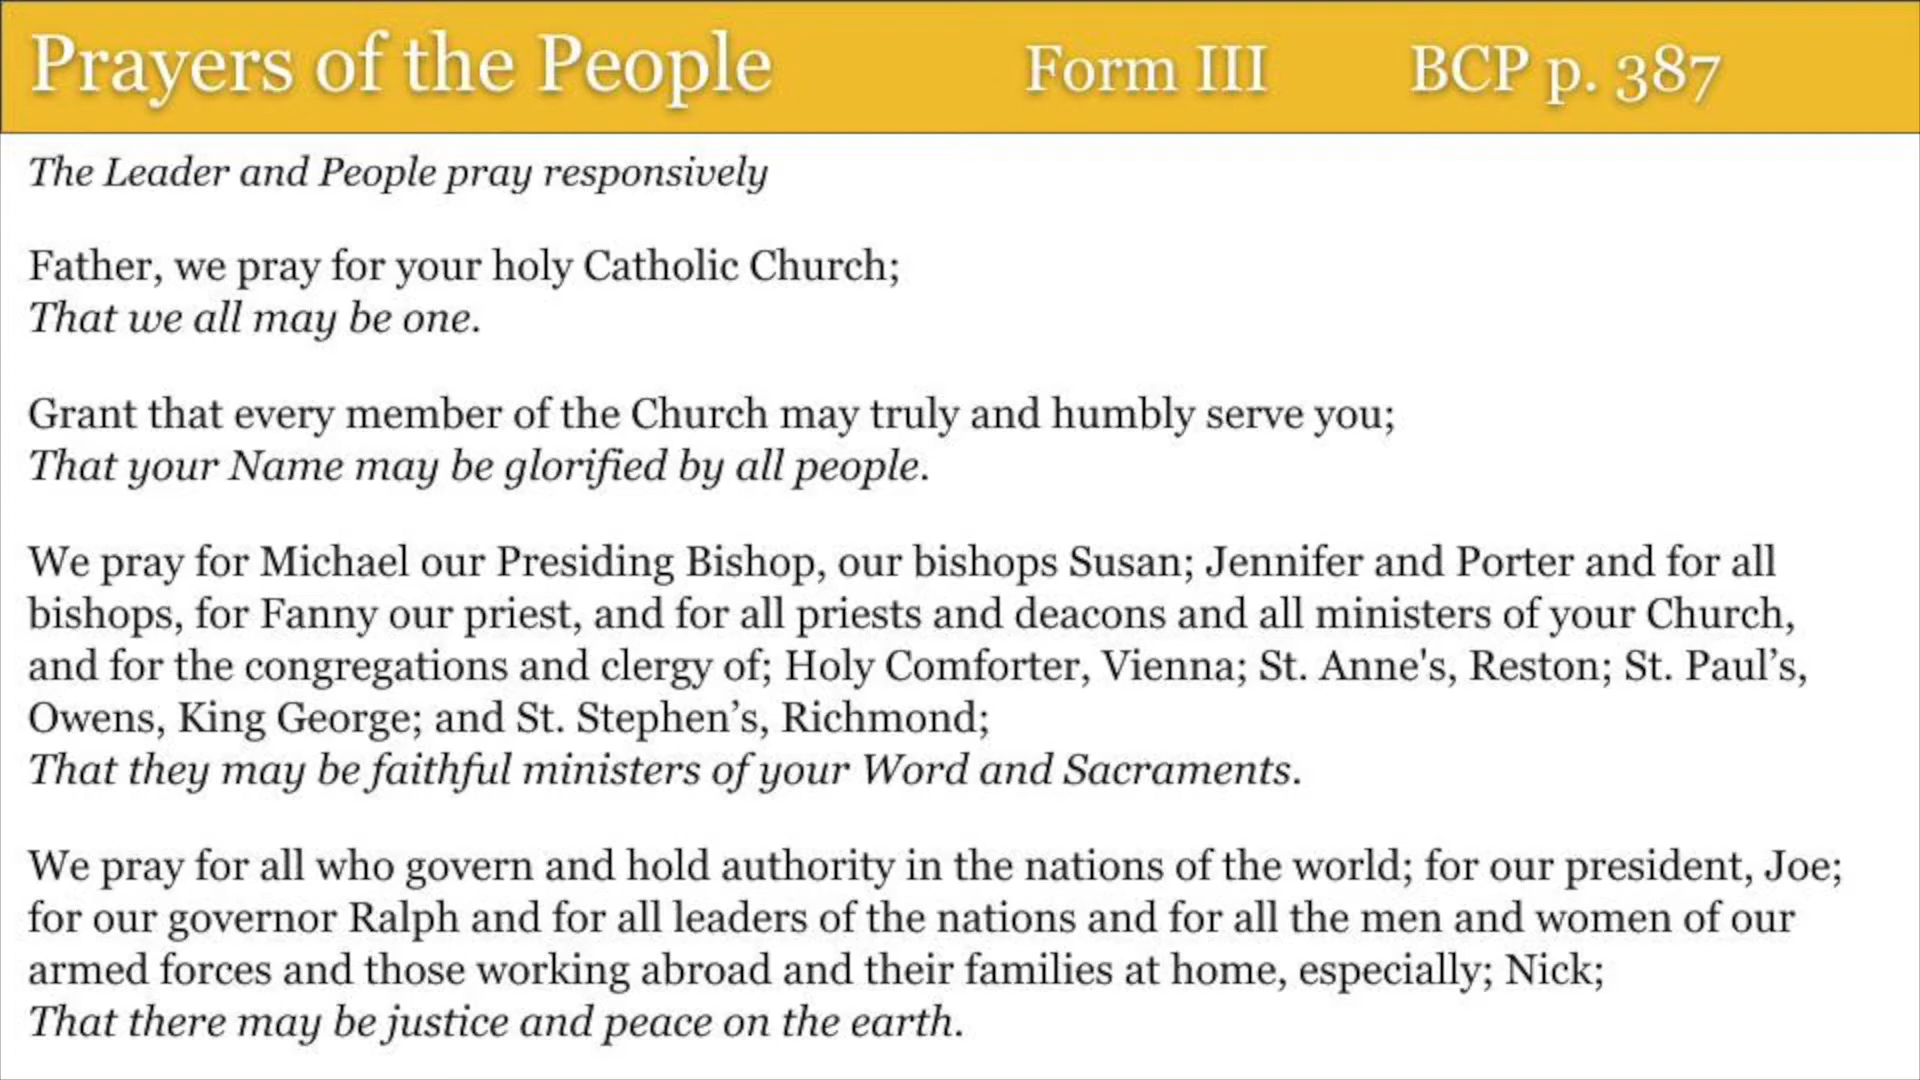 Prayers of the People Form III BCP p. 387
The Leader and People pray responsively
Father, we pray for your holy Catholic Church;
That we all may be one.
Grant that every member of the Church may truly and humbly serve you;
That your Name may be glorified by all people.
We pray for Michael our Presiding Bishop, our bishops Susan; Jennifer and Porter and for all
bishops, for Fanny our priest, and for all priests and deacons and all ministers of your Church,
and for the congregations and clergy of; Holy Comforter, Vienna; St. Anne's, Reston; St. Paul’s,
Owens, King George; and St. Stephen’s, Richmond;
That they may be faithful ministers of your Word and Sacraments.
We pray for all who govern and hold authority in the nations of the world; for our president, Joe;
for our governor Ralph and for all leaders of the nations and for all the men and women of our
armed forces and those working abroad and their families at home, especially; Nick;
That there may be justice and peace on the earth.